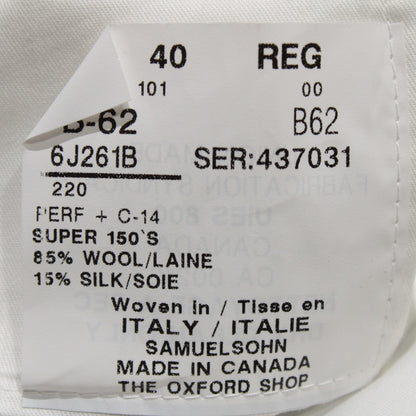 40 REG
101 00
B-62 B62
6J261B SER:437031
220
PERF + C-14
SUPER 150`S
85% WOOL/LAINE
15% SILK/SOIE
Woven in / Tisse en
ITALY / ITALIE
SAMUELSOHN
MADE IN CANADA
THE OXFORD SHOP